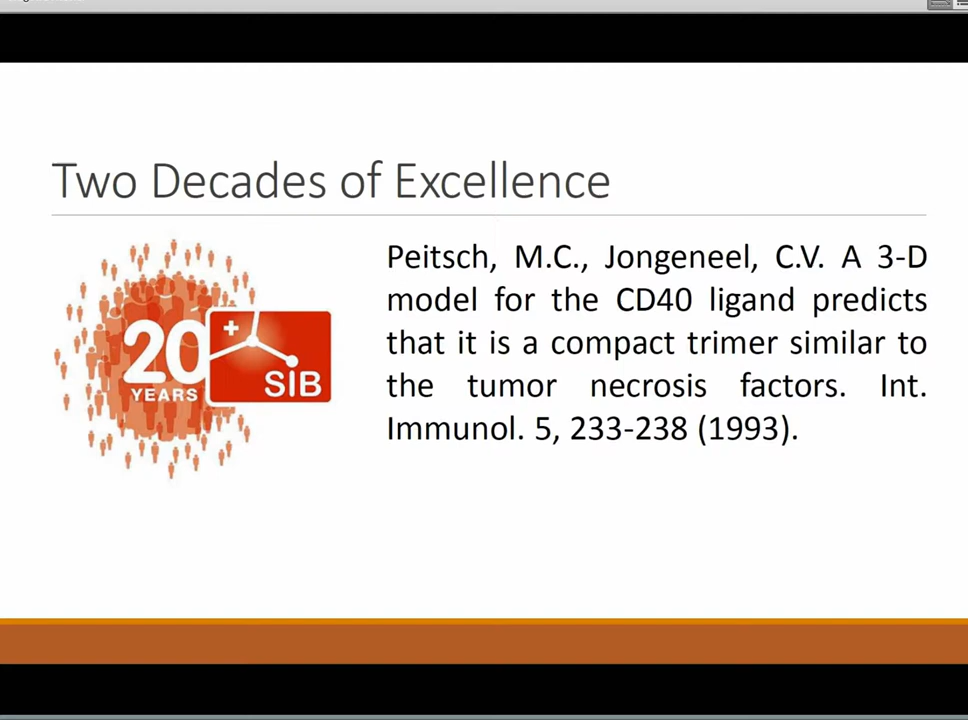 Two Decades of Excellence
20
YEARS
SIB
Peitsch, M.C., Jongeneel, C.V. A 3-D
model for the CD40 ligand predicts
that it is a compact trimer similar to
the tumor necrosis factors. Int.
Immunol. 5, 233-238 (1993).